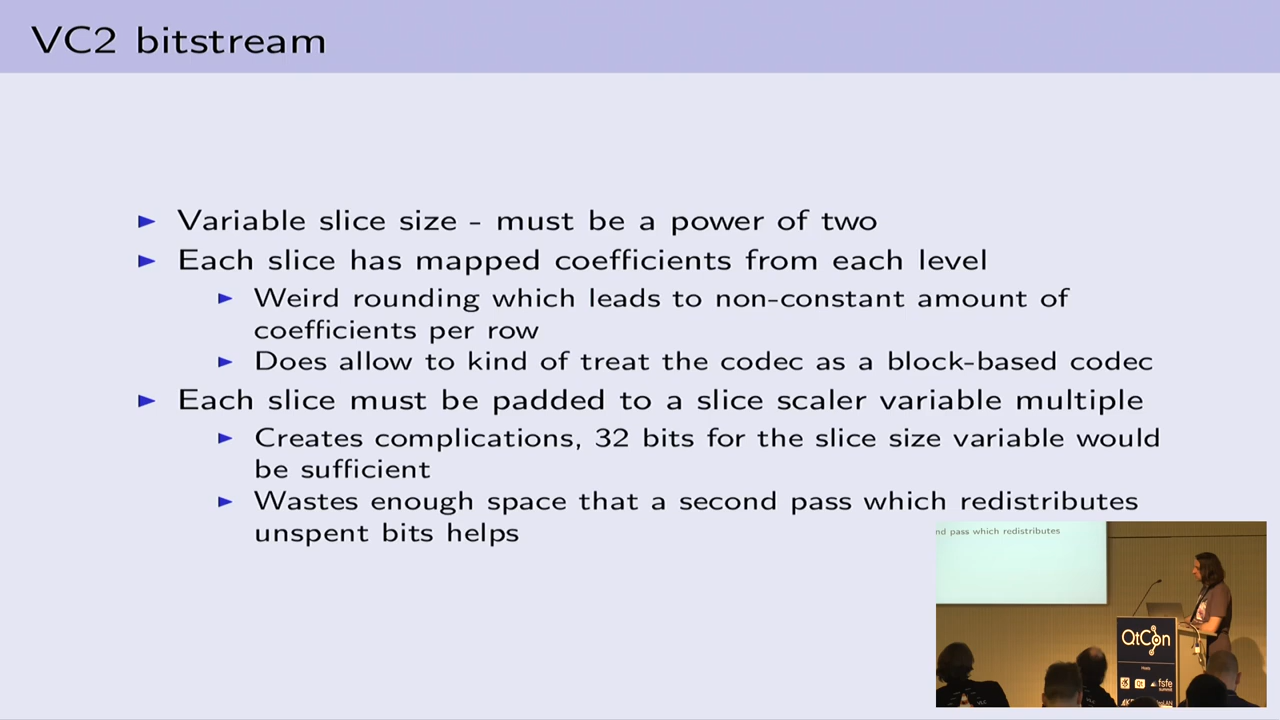 VC2 bitstream
Variable slice size - must be a power of two
Each slice has mapped coefficients from each level
Weird rounding which leads to non-constant amount of
coefficients per row
Does allow to kind of treat the codec as a block-based codec
Each slice must be padded to a slice scaler variable multiple
Creates complications, 32 bits for the slice size variable would
be sufficient
Wastes enough space that a second pass which redistributes
unspent bits helps
nd pass which redistributes
QtCon
fsfe